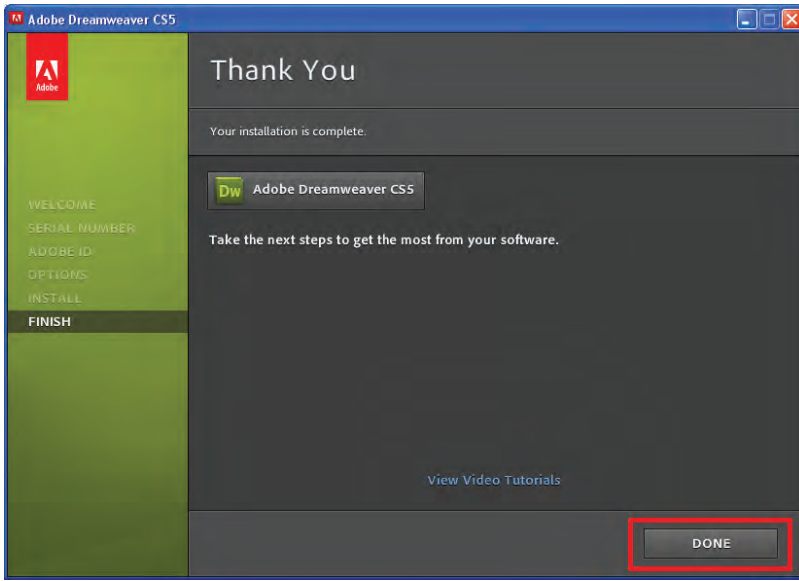 Adobe Dreamweaver CS5
Adobe
Thank You
Your installation is complete.
Dw Adobe Dreamweaver CS5
Take the next steps to get the most from your software.
WELCOME
SERIAL NUMBER
ADOBE ID
OPTIONS
INSTALL
FINISH
View Video Tutorials
DONE